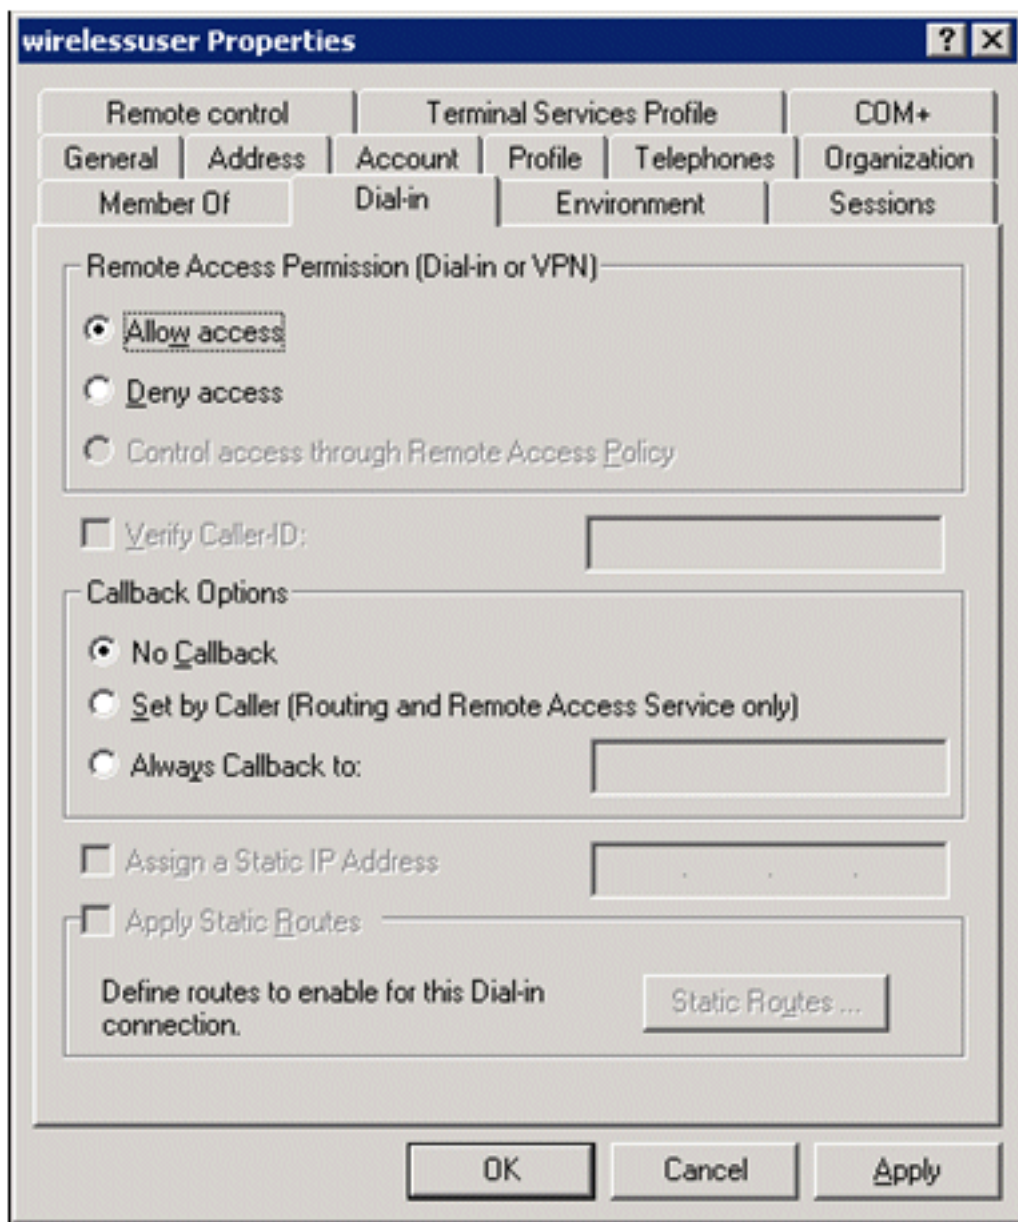 wirelessuser Properties
Remote control Terminal Services Profile COM+
General Address Account Profile Telephones Organization
Member Of Dial-in Environment Sessions
Remote Access Permission (Dial-in or VPN)
Allow access
Deny access
Control access through Remote Access Policy
Verify Caller-ID:
Callback Options
No Callback
Set by Caller (Routing and Remote Access Service only)
Always Callback to:
Assign a Static IP Address
Apply Static Routes
Define routes to enable for this Dial-in
connection.
Static Routes ...
OK Cancel Apply